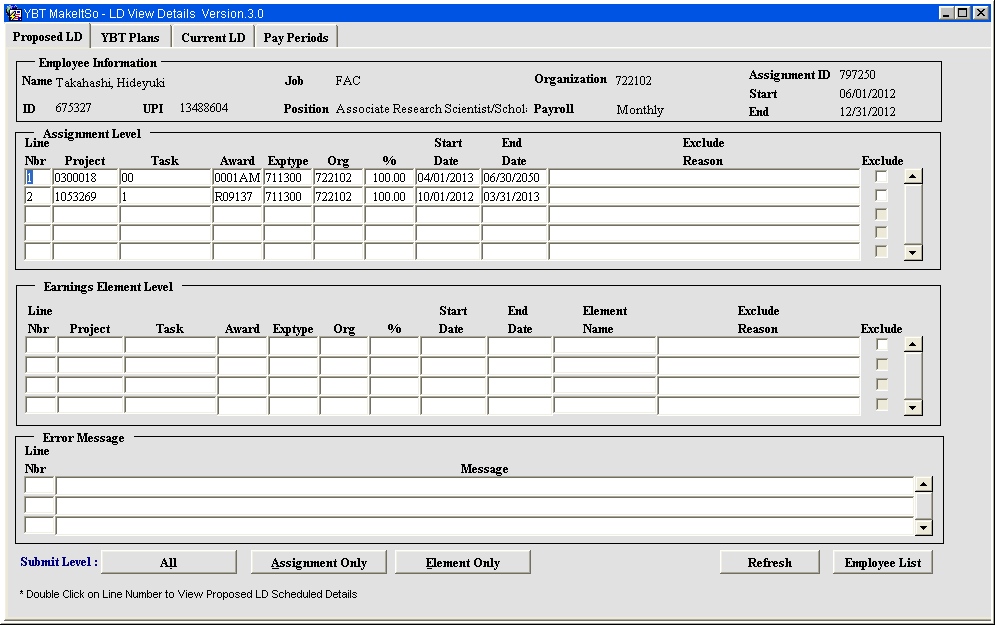 YBT MakeItSo - LD View Details Version.3.0
Proposed LD YBT Plans Current LD Pay Periods
Employee Information
Name Takahashi, Hideyuki Job FAC Organization 722102 Assignment ID 797250
Start 06/01/2012
ID 675327 UPI 13488604 Position Associate Research Scientist/Schol Payroll Monthly End 12/31/2012
Assignment Level
Line Start End Exclude
Nbr Project Task Award Exptype Org % Date Date Reason Exclude
1 0300018 00 0001AM 711300 722102 100.00 04/01/2013 06/30/2050
2 1053269 1 R09137 711300 722102 100.00 10/01/2012 03/31/2013
Earnings Element Level
Line Start End Element Exclude
Nbr Project Task Award Exptype Org % Date Date Name Reason Exclude
Error Message
Line
Nbr Message
Submit Level : All Assignment Only Element Only Refresh Employee List
* Double Click on Line Number to View Proposed LD Scheduled Details